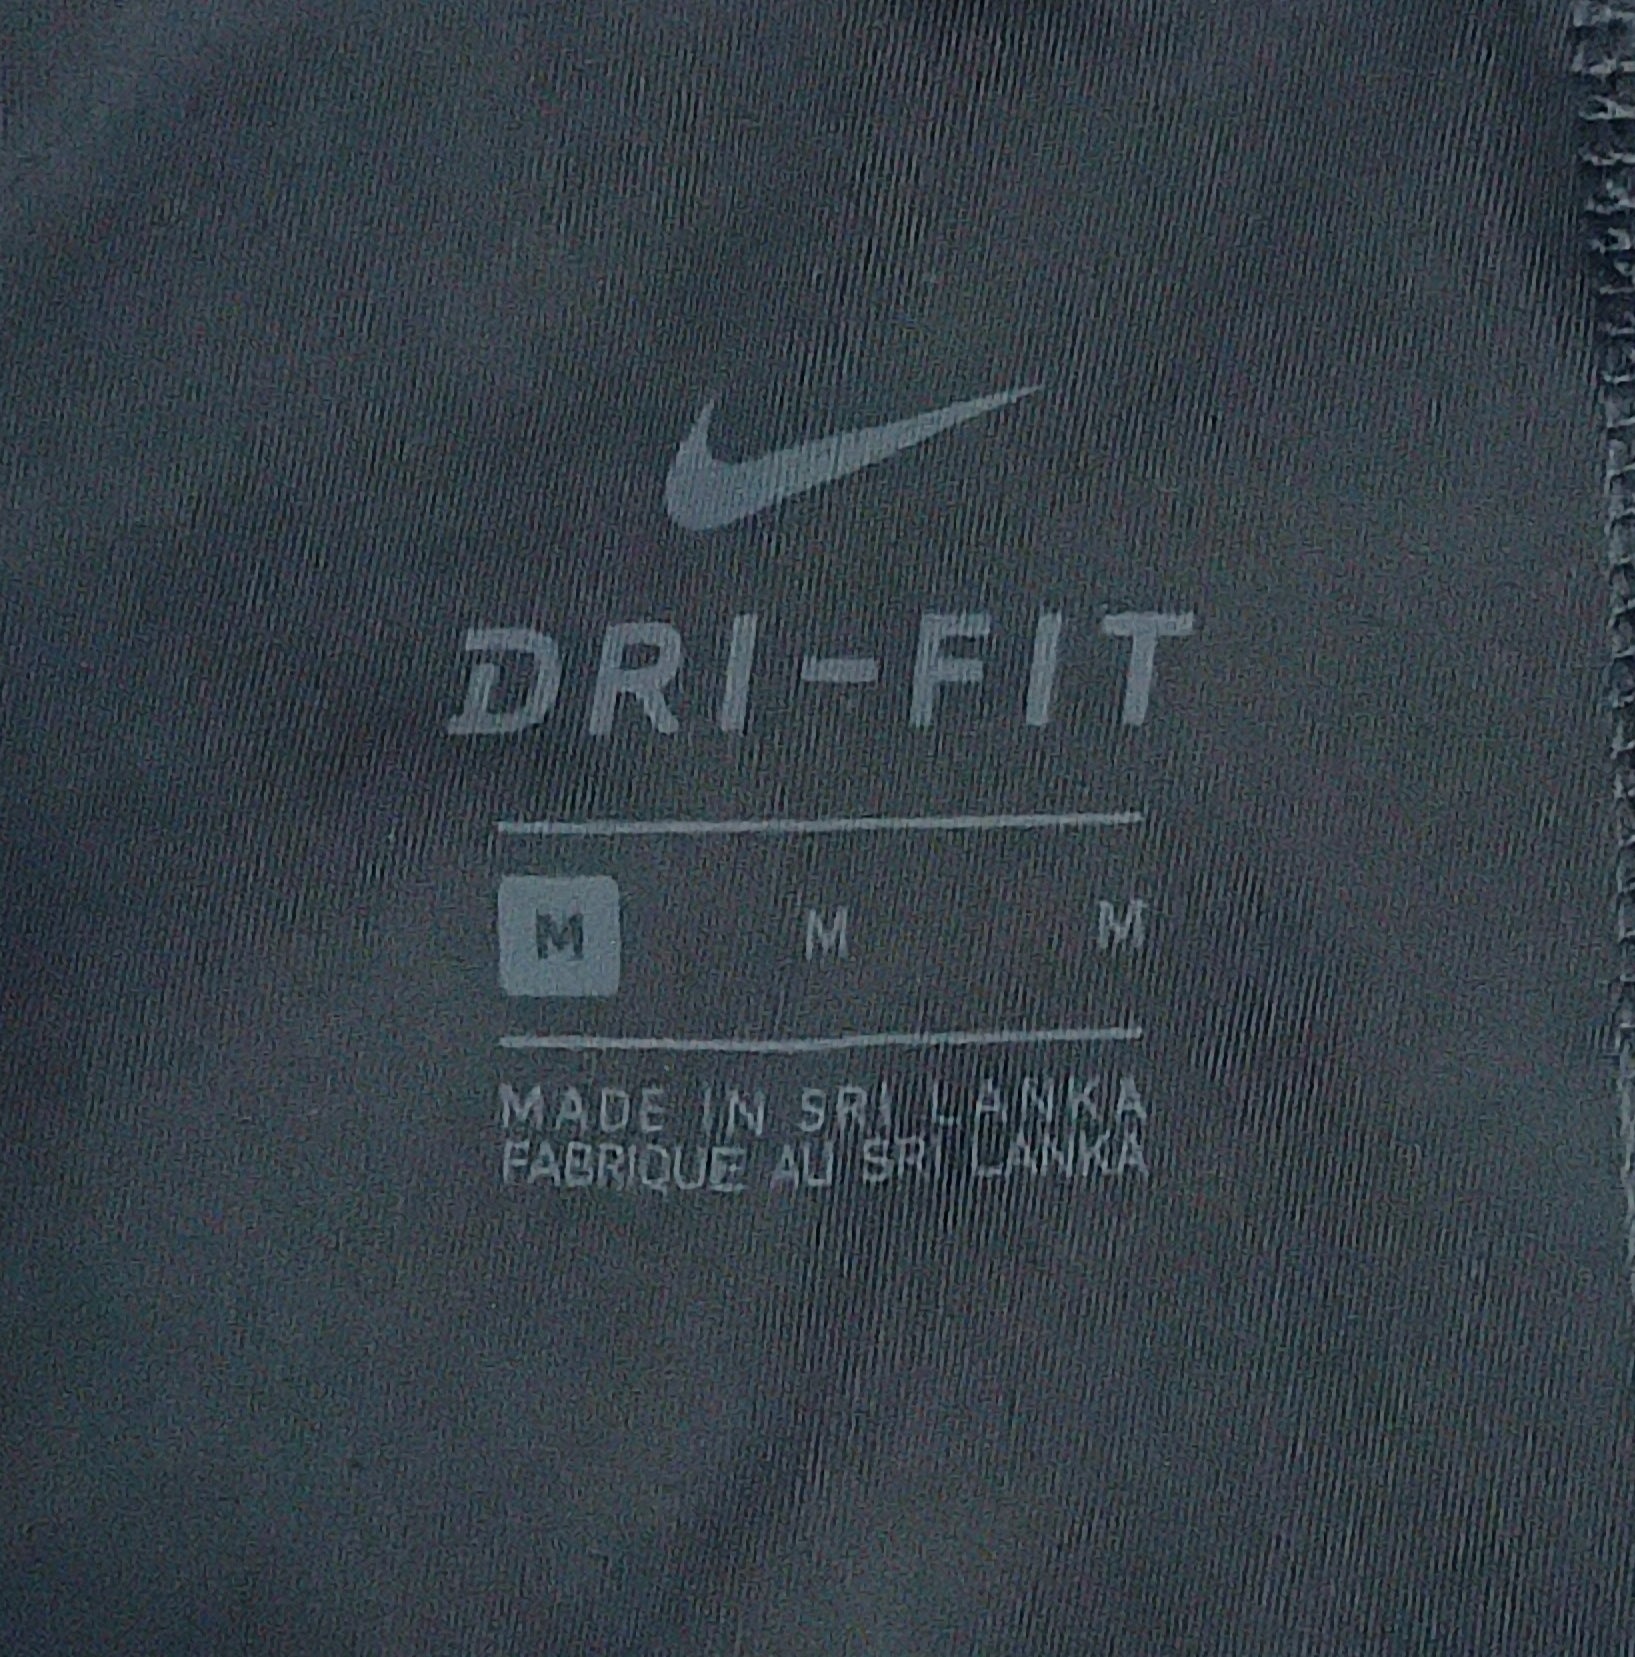 DRI-FIT
M M M
MADE IN SRI LANKA
FABRIQUE AU SRI LANKA